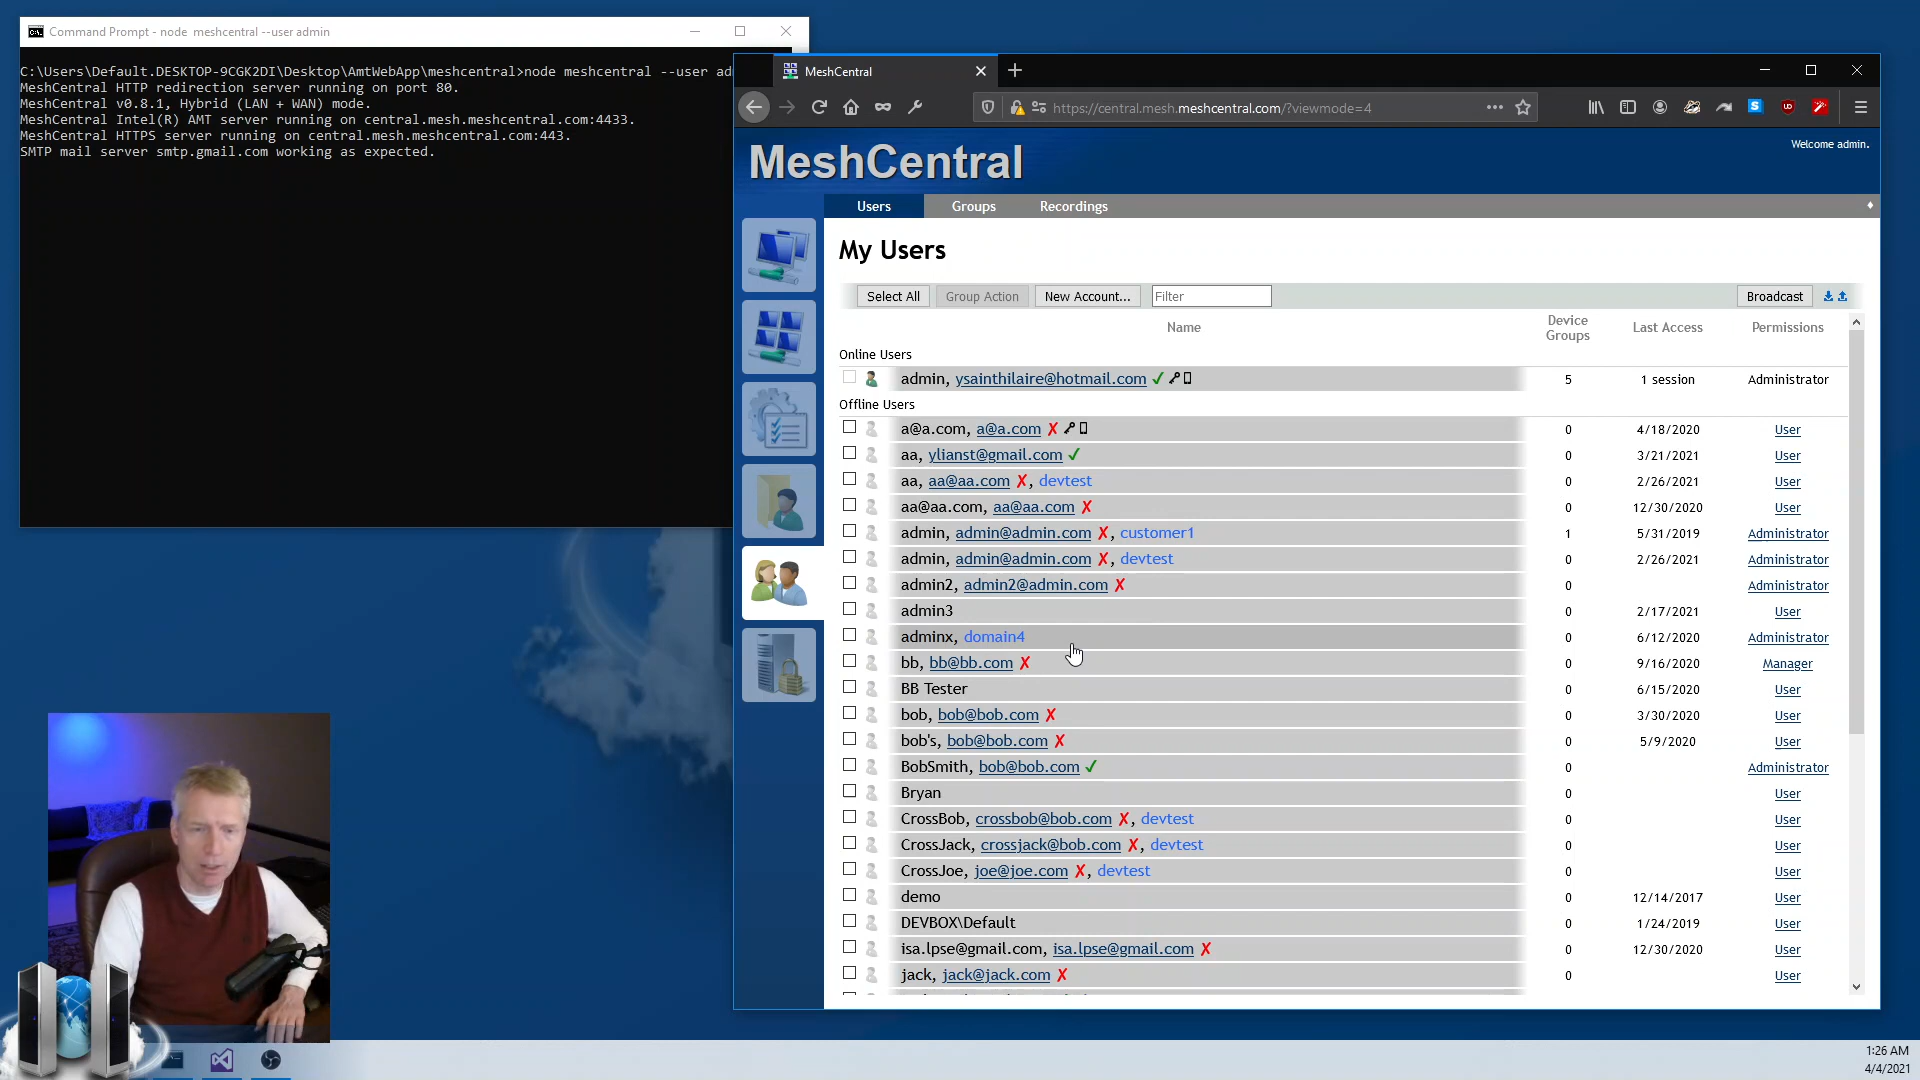 Command Prompt - node  meshcentral --user admin
C:\Users\Default.DESKTOP-9CGK2DI\Desktop\AmtWebApp\meshcentral>node meshcentral --user ad
MeshCentral HTTP redirection server running on port 80.
MeshCentral v0.8.1, Hybrid (LAN + WAN) mode.
MeshCentral Intel(R) AMT server running on central.mesh.meshcentral.com:4433.
MeshCentral HTTPS server running on central.mesh.meshcentral.com:443.
SMTP mail server smtp.gmail.com working as expected.
MeshCentral
https://central.mesh.meshcentral.com/?viewmode=4
MeshCentral
Welcome admin.
Users Groups Recordings
My Users
Select All Group Action New Account... Filter Broadcast
Name Device Groups Last Access Permissions
Online Users
admin, ysainthilaire@hotmail.com ✓ 5 1 session Administrator
Offline Users
a@a.com, a@a.com ✗ 0 4/18/2020 User
aa, ylianst@gmail.com ✓ 0 3/21/2021 User
aa, aa@aa.com ✗, devtest 0 2/26/2021 User
aa@aa.com, aa@aa.com ✗ 0 12/30/2020 User
admin, admin@admin.com ✗, customer1 1 5/31/2019 Administrator
admin, admin@admin.com ✗, devtest 0 2/26/2021 Administrator
admin2, admin2@admin.com ✗ 0 Administrator
admin3 0 2/17/2021 User
adminx, domain4 0 6/12/2020 Administrator
bb, bb@bb.com ✗ 0 9/16/2020 Manager
BB Tester 0 6/15/2020 User
bob, bob@bob.com ✗ 0 3/30/2020 User
bob's, bob@bob.com ✗ 0 5/9/2020 User
BobSmith, bob@bob.com ✓ 0 Administrator
Bryan 0 User
CrossBob, crossbob@bob.com ✗, devtest 0 User
CrossJack, crossjack@bob.com ✗, devtest 0 User
CrossJoe, joe@joe.com ✗, devtest 0 User
demo 0 12/14/2017 User
DEVBOX\Default 0 1/24/2019 User
isa.lpse@gmail.com, isa.lpse@gmail.com ✗ 0 12/30/2020 User
jack, jack@jack.com ✗ 0 User
1:26 AM
4/4/2021